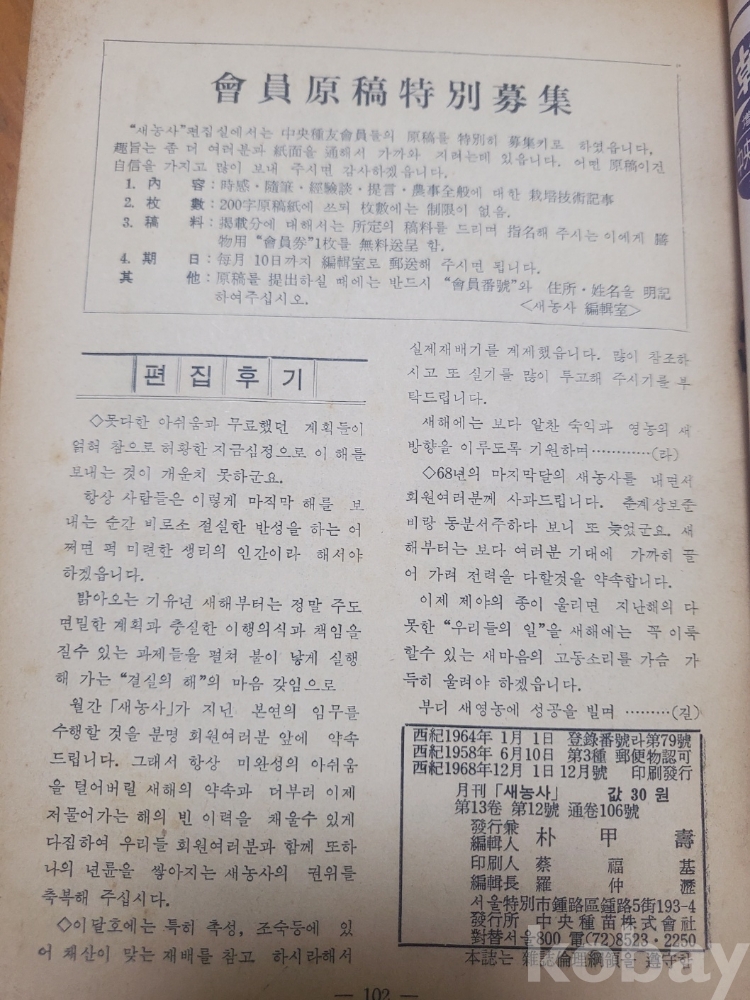 會員原稿特別募集
“새농사”편집실에서는 中央種友會員들의 原稿를 特別히 募集키로 하였읍니다.
趣旨는 좀 더 여러분과 紙面을 通해서 가까와 지려는데 있읍니다. 어떤 原稿이건
自信을 가지고 많이 보내 주시면 감사하겠읍니다.
1. 內 容 : 時感・隨筆・經驗談・提言・農事全般에 대한 栽培技術記事
2. 枚 數 : 200字原稿紙에 쓰되 枚數에는 制限이 없음.
3. 稿 料 : 揭載分에 대해서는 所定의 稿料를 드리며 指名해 주시는 이에게 膳
物用 “會員券”1枚를 無料送呈 함.
4. 期 日 : 每月 10日까지 編輯室로 郵送해 주시면 됩니다.
其 他 : 原稿를 提出하실 때에는 반드시 “會員番號”와 住所・姓名을 明記
하여주십시오. <새농사 編輯室>
편집후기
◇못다한 아쉬움과 무료했던 계획들이
얽혀 참으로 허황한 지금심정으로 이 해를
보내는 것이 개운치 못하군요.
항상 사람들은 이렇게 마직막 해를 보
내는 순간 비로소 절실한 반성을 하는 어
쩌면 퍽 미련한 생리의 인간이라 해서야
하겠읍니다.
밝아오는 기유년 새해부터는 정말 주도
면밀한 계획과 충실한 이행의식과 책임을
질수 있는 과제들을 펼쳐 불이 낳게 실행
해 가는 “결실의 해”의 마음 갖임으로
월간 「새농사」가 지닌 본연의 임무를
수행할 것을 분명 회원여러분 앞에 약속
드립니다. 그래서 항상 미완성의 아쉬움
을 털어버릴 새해의 약속과 더부러 이제
저물어가는 해의 빈 이력을 채울수 있게
다짐하여 우리들 회원여러분과 함께 또하
나의 년륜을 쌓아지는 새농사의 권위를
축복해 주십시다.
◇이달호에는 특히 촉성, 조숙등에 있
어 채산이 맞는 재배를 참고 하시라해서
실제재배기를 게제했읍니다. 많이 참조하
시고 또 실기를 많이 투고해 주시기를 부
탁드립니다.
새해에는 보다 알찬 숙익과 영농의 새
방향을 이루도록 기원하며…………(라)
◇68년의 마지막달의 새농사를 내면서
회원여러분께 사과드립니다. 춘계상보준
비랑 동분서주하다 보니 또 늦었군요. 새
해부터는 보다 여러분 기대에 가까히 끌
어 가려 전력을 다할것을 약속합니다.
이제 제야의 종이 울리면 지난해의 다
못한 “우리들의 일”을 새해에는 꼭 이룩
할수 있는 새마음의 고동소리를 가슴 가
득히 울려야 하겠읍니다.
부디 새영농에 성공을 빌며 ………(길)
西紀1964年 1月 1日 登錄番號라第79號
西紀1958年 6月10日 第3種 郵便物認可
西紀1968年12月 1日 12月號 印刷發行
月刊 「새농사」 값 30 원
第13卷 第12號 通卷106號
發行兼
編輯人 朴甲壽
印刷人 蔡福基
編輯長 羅仲瀝
서울特別市鍾路區鍾路5街193-4
發行所 中央種苗株式會社
對替서울800 電(72)8523・2250
本誌는 雜誌倫理綱領을 遵守함
— 102 —
kobay